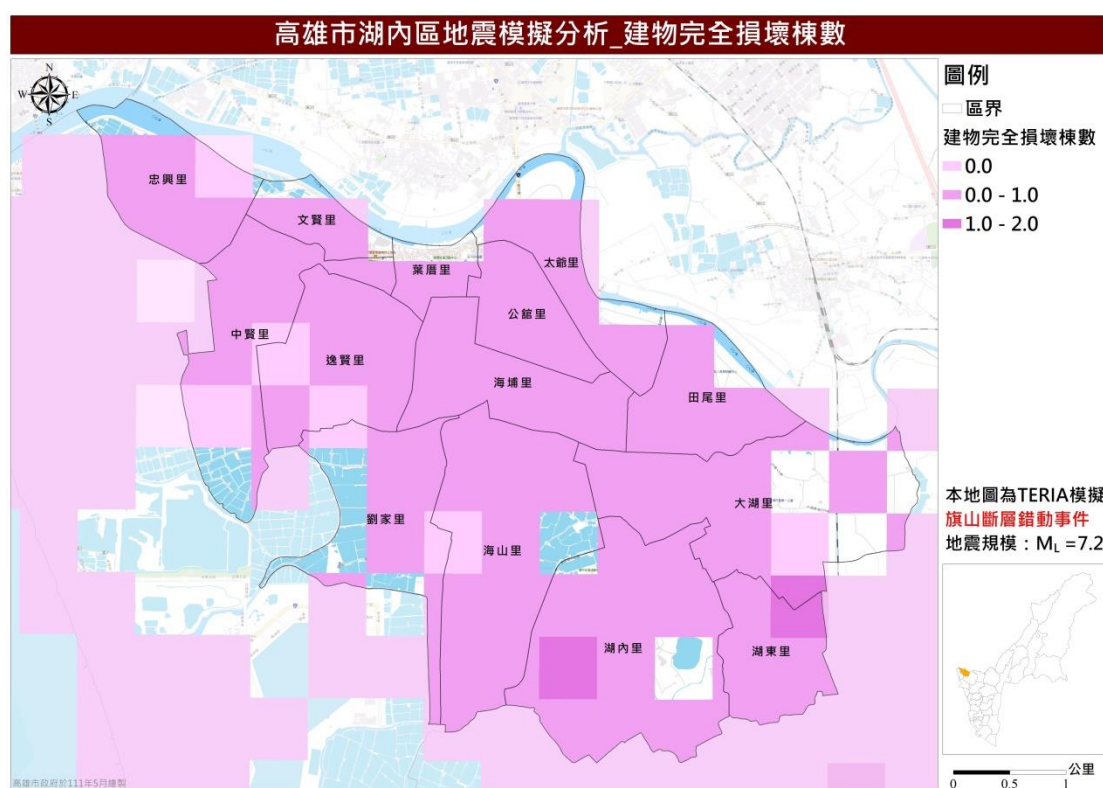 高雄市湖內區地震模擬分析_建物完全損壞棟數
N
W E
S
圖例
區界
建物完全損壞棟數
0.0
0.0 - 1.0
1.0 - 2.0
忠興里
文賢里
葉厝里
太爺里
公舘里
中賢里
逸賢里
海埔里
田尾里
大湖里
劉家里
海山里
湖內里
湖東里
本地圖為TERIA模擬
旗山斷層錯動事件
地震規模：ML =7.2
公里
0 0.5 1
高雄市政府於111年5月繪製